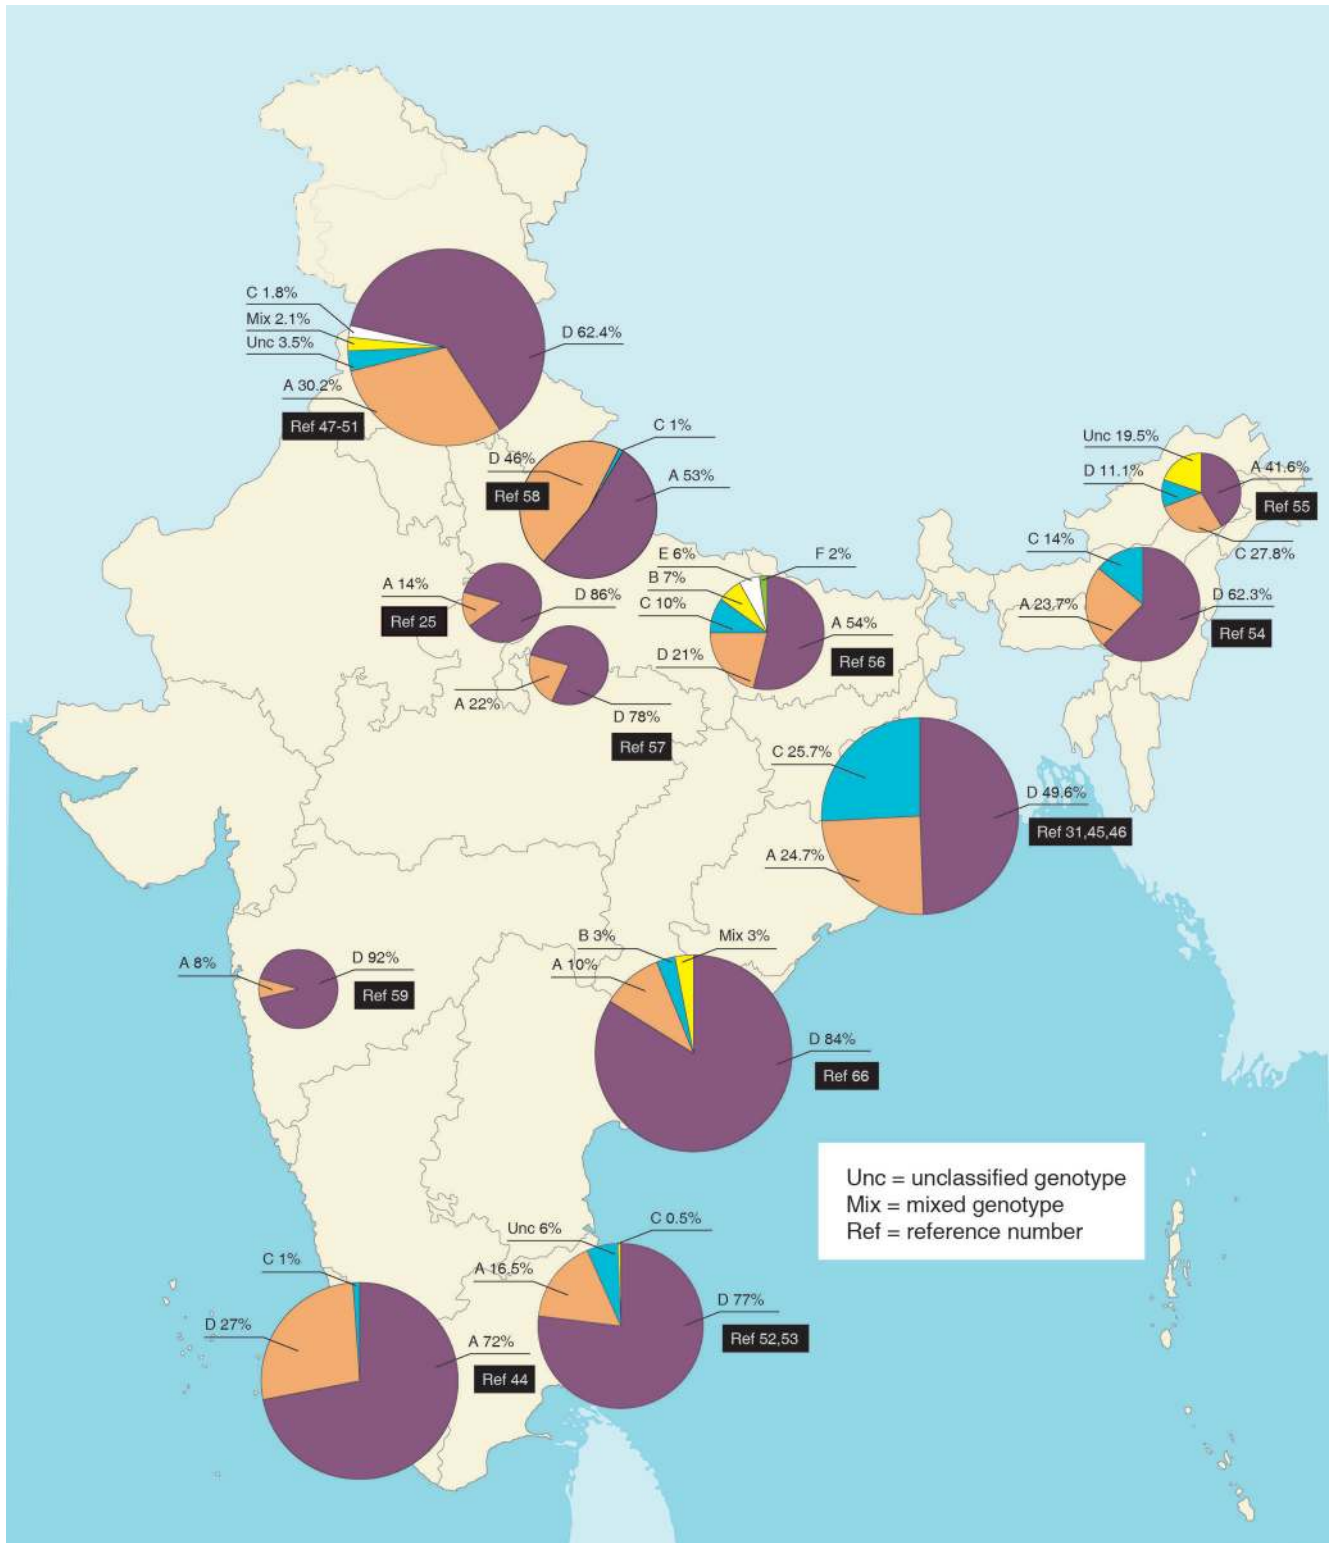 C 1.8%
Mix 2.1%
Unc 3.5%
D 62.4%
A 30.2%
Ref 47-51
C 1%
D 46%
Ref 58
A 53%
Unc 19.5%
D 11.1%
A 41.6%
Ref 55
C 27.8%
C 14%
A 23.7%
D 62.3%
Ref 54
E 6%
F 2%
B 7%
C 10%
A 54%
Ref 56
D 21%
A 14%
Ref 25
D 86%
A 22%
D 78%
Ref 57
C 25.7%
D 49.6%
Ref 31,45,46
A 24.7%
B 3%
Mix 3%
A 10%
D 84%
Ref 66
A 8%
D 92%
Ref 59
Unc = unclassified genotype
Mix = mixed genotype
Ref = reference number
Unc 6%
C 0.5%
A 16.5%
D 77%
Ref 52,53
C 1%
D 27%
A 72%
Ref 44